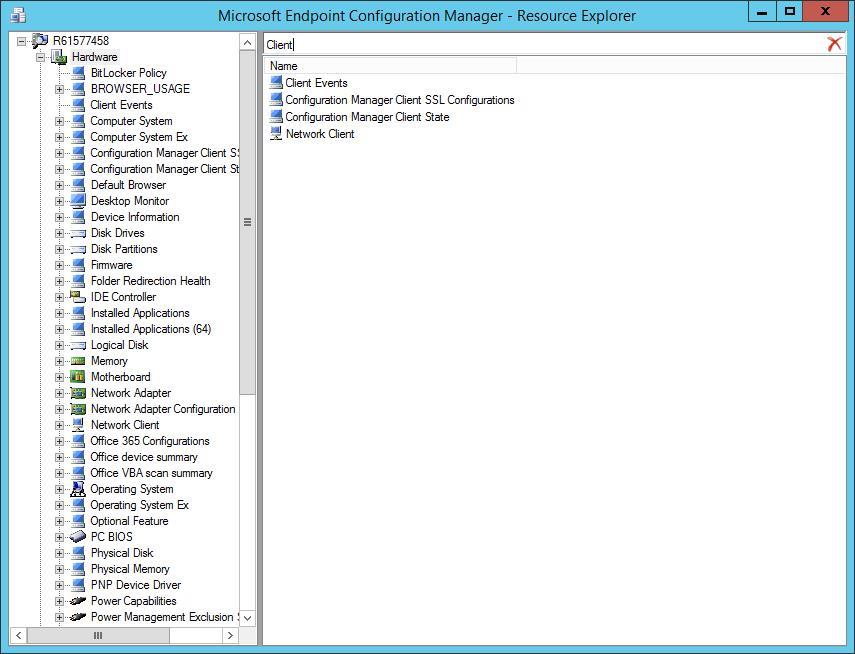 Microsoft Endpoint Configuration Manager - Resource Explorer
R61577458
Hardware
BitLocker Policy
BROWSER_USAGE
Client Events
Computer System
Computer System Ex
Configuration Manager Client S
Configuration Manager Client St
Default Browser
Desktop Monitor
Device Information
Disk Drives
Disk Partitions
Firmware
Folder Redirection Health
IDE Controller
Installed Applications
Installed Applications (64)
Logical Disk
Memory
Motherboard
Network Adapter
Network Adapter Configuration
Network Client
Office 365 Configurations
Office device summary
Office VBA scan summary
Operating System
Operating System Ex
Optional Feature
PC BIOS
Physical Disk
Physical Memory
PNP Device Driver
Power Capabilities
Power Management Exclusion
Client
Name
Client Events
Configuration Manager Client SSL Configurations
Configuration Manager Client State
Network Client